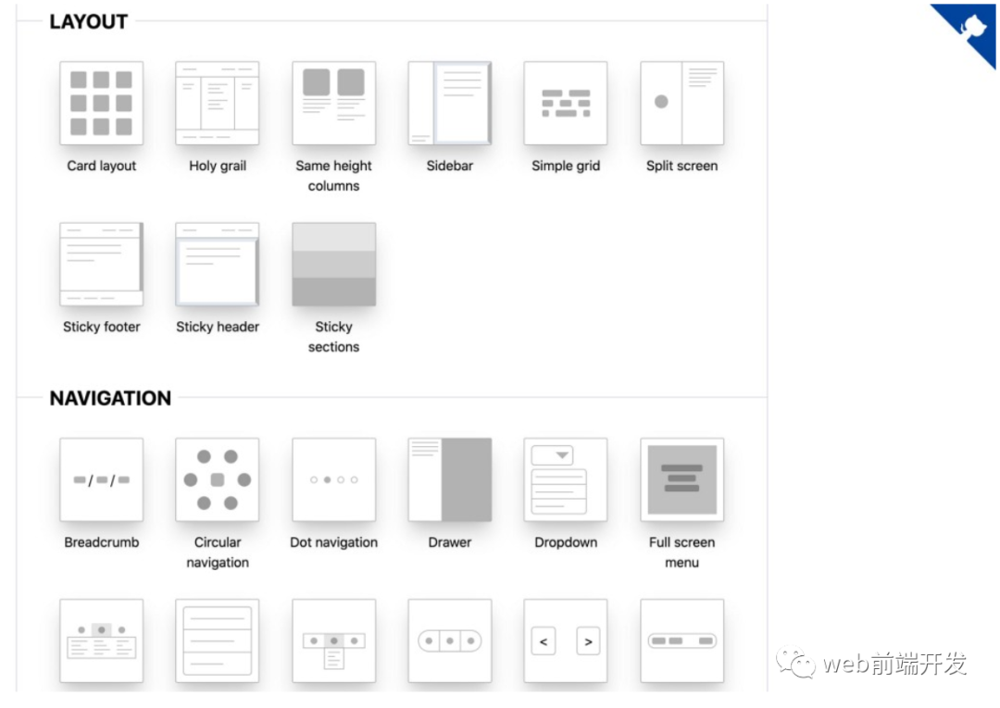 LAYOUT
Card layout
Holy grail
Same height
columns
Sidebar
Simple grid
Split screen
Sticky footer
Sticky header
Sticky
sections
NAVIGATION
Breadcrumb
Circular
navigation
Dot navigation
Drawer
Dropdown
Full screen
menu
web前端开发